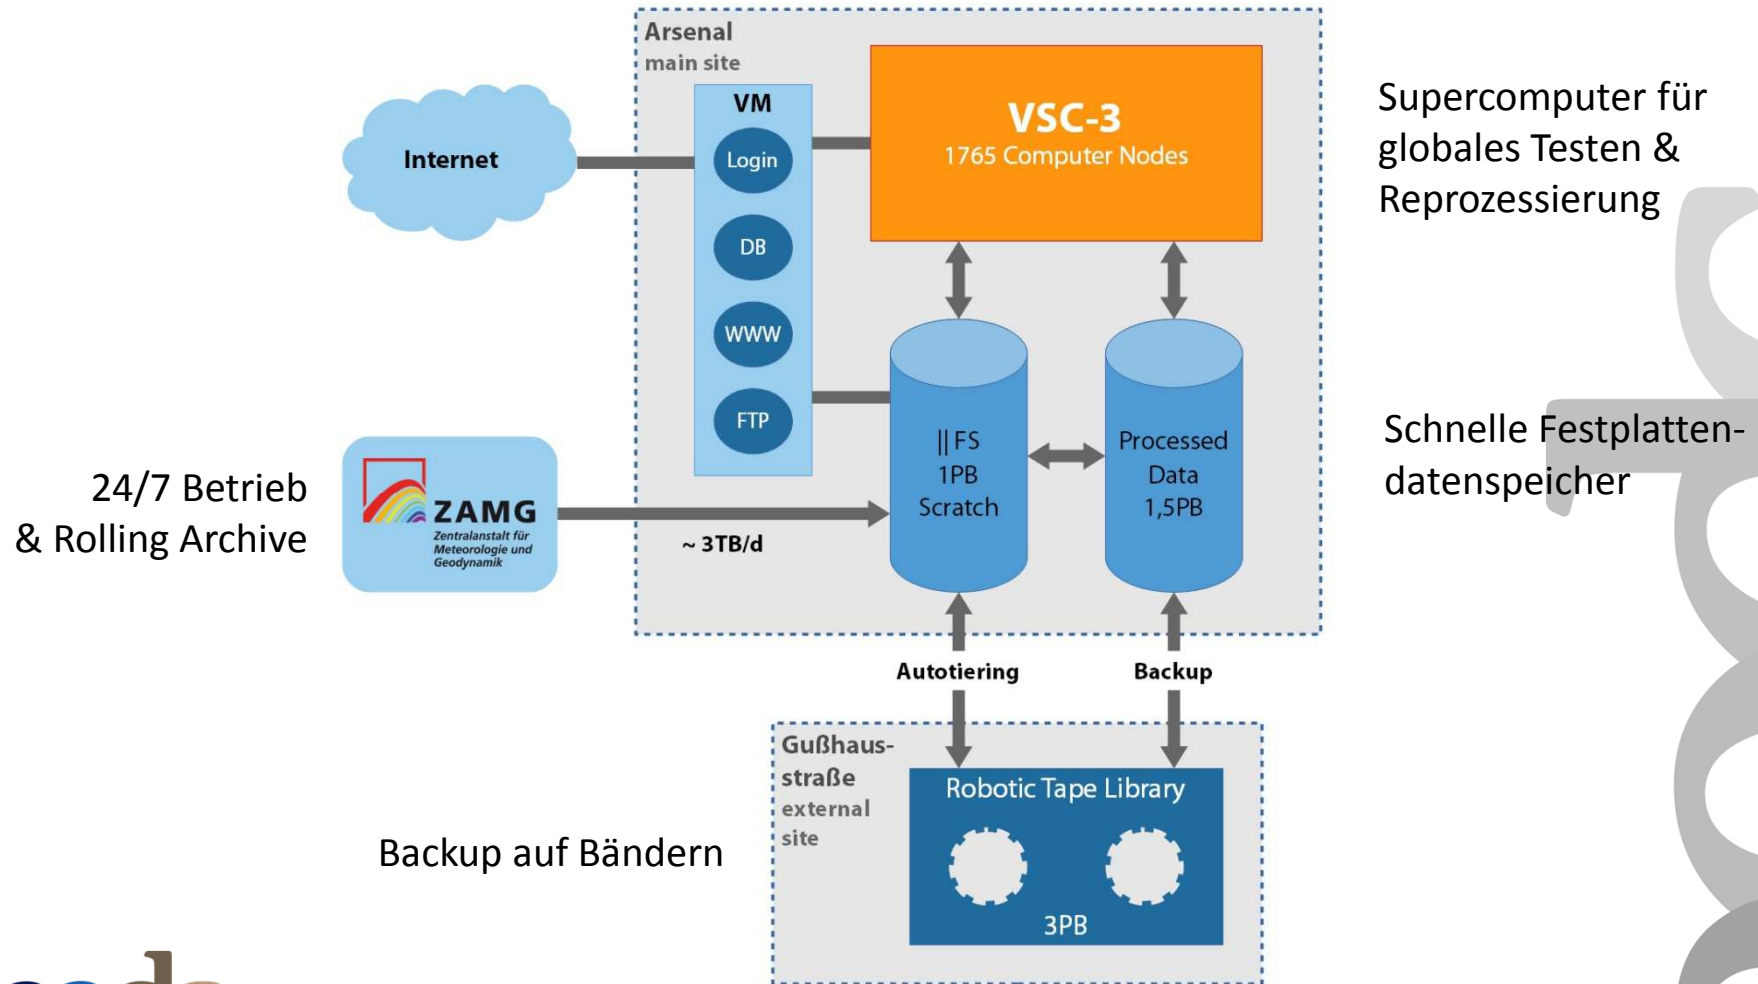 Arsenal
main site
VM
Login
DB
WWW
FTP
VSC-3
1765 Computer Nodes
Internet
Supercomputer für
globales Testen &
Reprozessierung
|| FS
1PB
Scratch
Processed
Data
1,5PB
Schnelle Festplatten-
datenspeicher
24/7 Betrieb
& Rolling Archive
ZAMG
Zentralanstalt für
Meteorologie und
Geodynamik
~ 3TB/d
Autotiering
Backup
Gußhaus-
straße
external
site
Robotic Tape Library
3PB
Backup auf Bändern